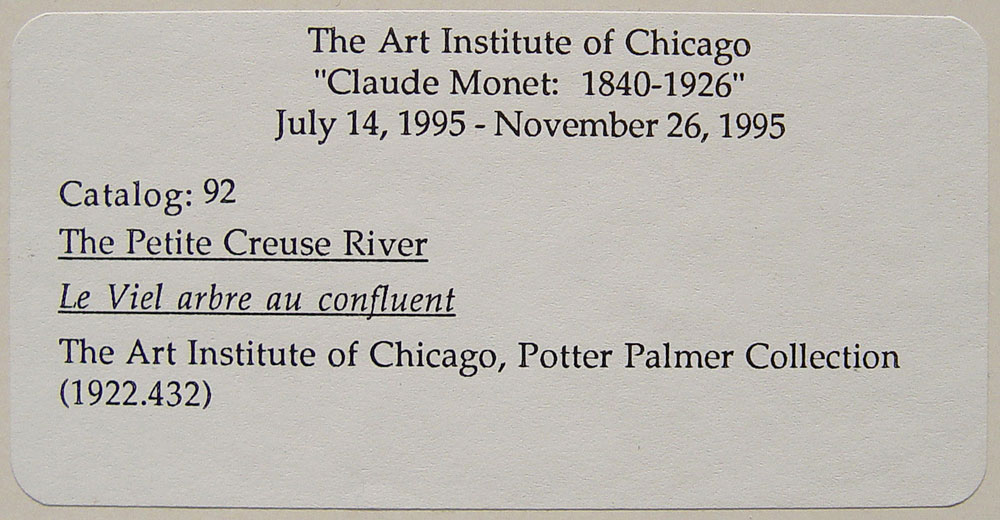 The Art Institute of Chicago
"Claude Monet: 1840-1926"
July 14, 1995 - November 26, 1995
Catalog: 92
The Petite Creuse River
Le Viel arbre au confluent
The Art Institute of Chicago, Potter Palmer Collection
(1922.432)